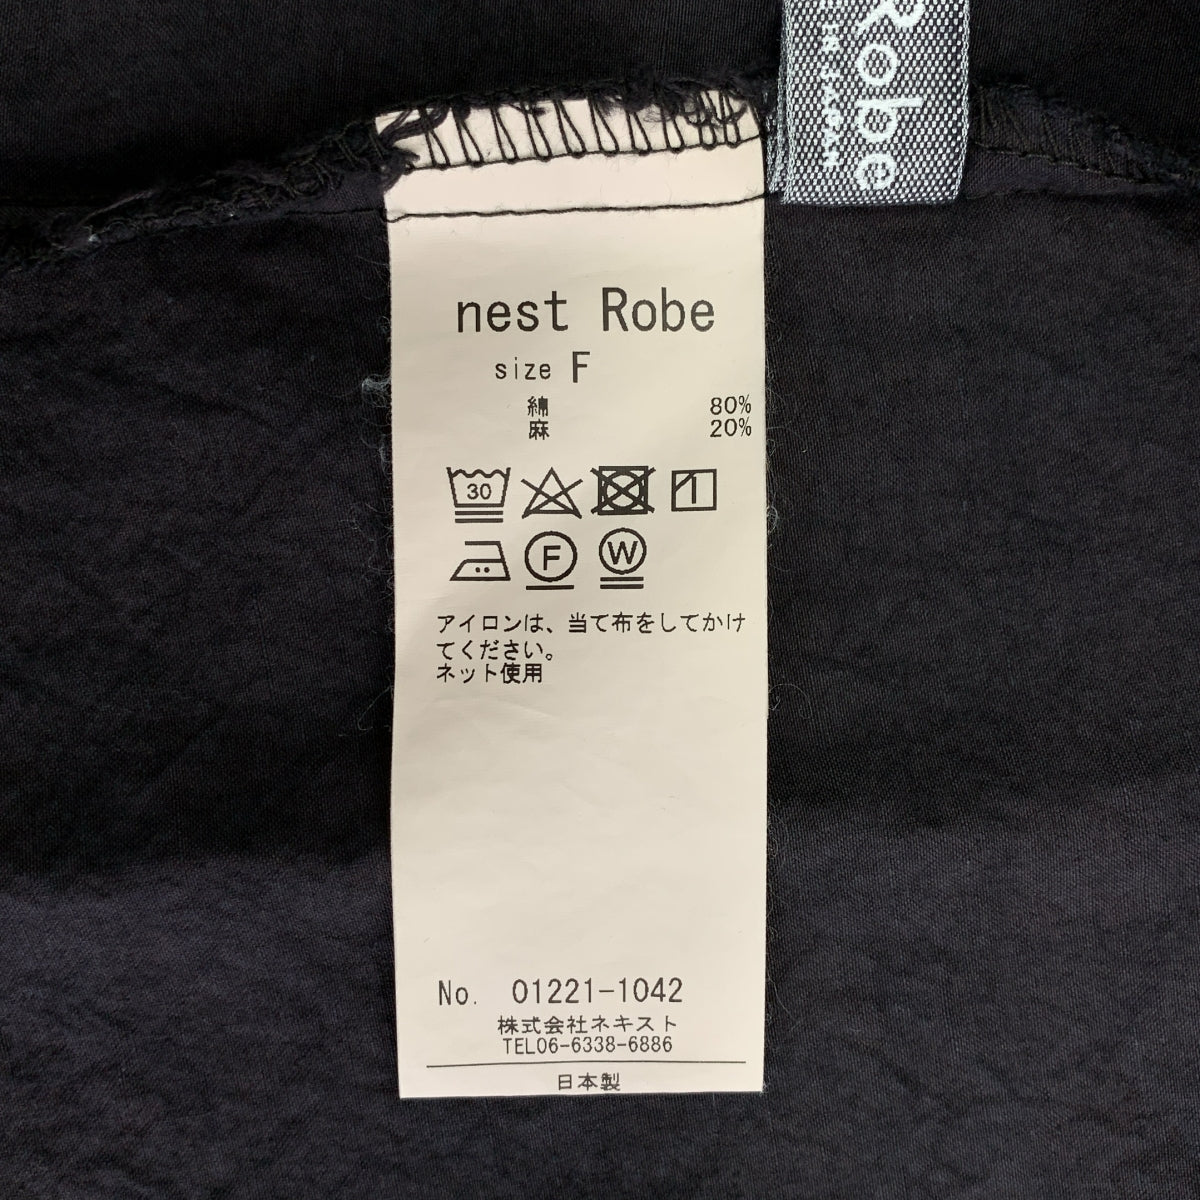 Robe
IN JAPAN
nest Robe
size F
綿 80%
麻 20%
30
F W
アイロンは、当て布をしてかけ
てください。
ネット使用
No. 01221-1042
株式会社ネキスト
TEL06-6338-6886
日本製